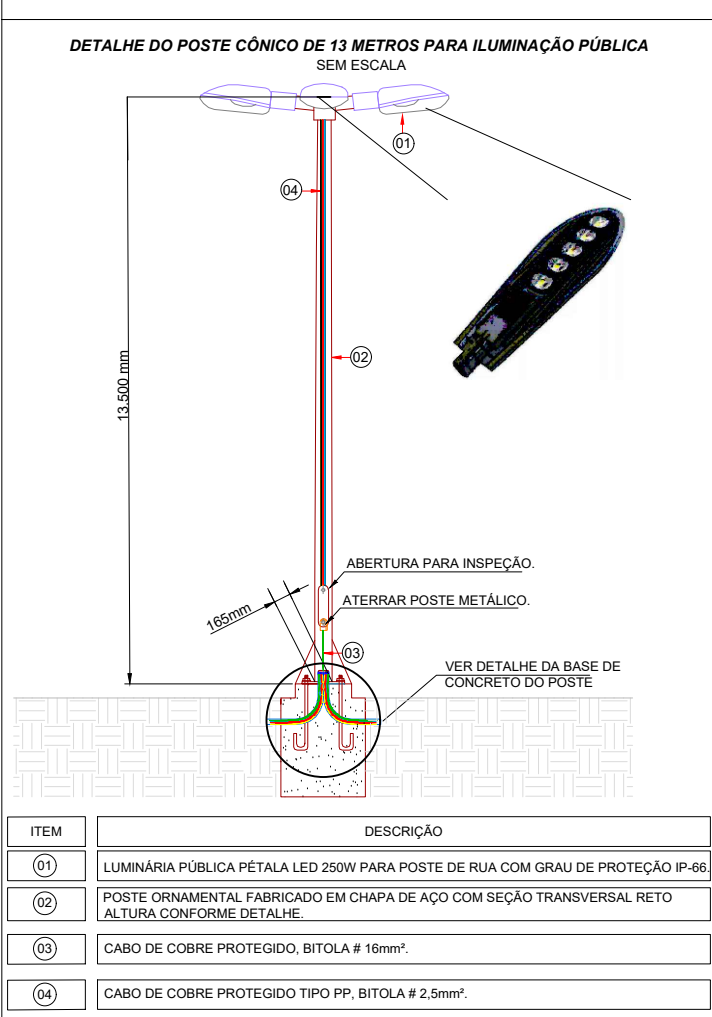 DETALHE DO POSTE CÔNICO DE 13 METROS PARA ILUMINAÇÃO PÚBLICA
SEM ESCALA
01
04
02
13.500 mm
ABERTURA PARA INSPEÇÃO.
165mm
ATERRAR POSTE METÁLICO.
03
VER DETALHE DA BASE DE
CONCRETO DO POSTE
ITEM DESCRIÇÃO
01 LUMINÁRIA PÚBLICA PÉTALA LED 250W PARA POSTE DE RUA COM GRAU DE PROTEÇÃO IP-66.
02 POSTE ORNAMENTAL FABRICADO EM CHAPA DE AÇO COM SEÇÃO TRANSVERSAL RETO
ALTURA CONFORME DETALHE.
03 CABO DE COBRE PROTEGIDO, BITOLA # 16mm².
04 CABO DE COBRE PROTEGIDO TIPO PP, BITOLA # 2,5mm².